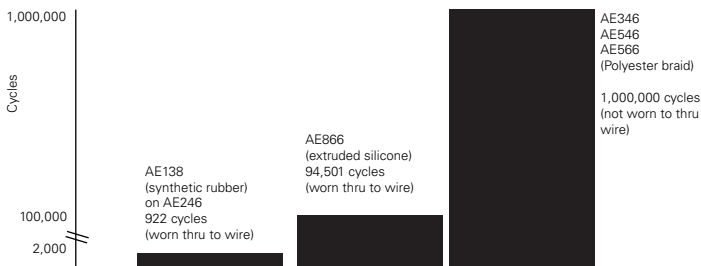 1,000,000
Cycles
100,000
2,000
AE138
(synthetic rubber)
on AE246
922 cycles
(worn thru to wire)
AE866
(extruded silicone)
94,501 cycles
(worn thru to wire)
AE346
AE546
AE566
(Polyester braid)
1,000,000 cycles
(not worn to thru
wire)